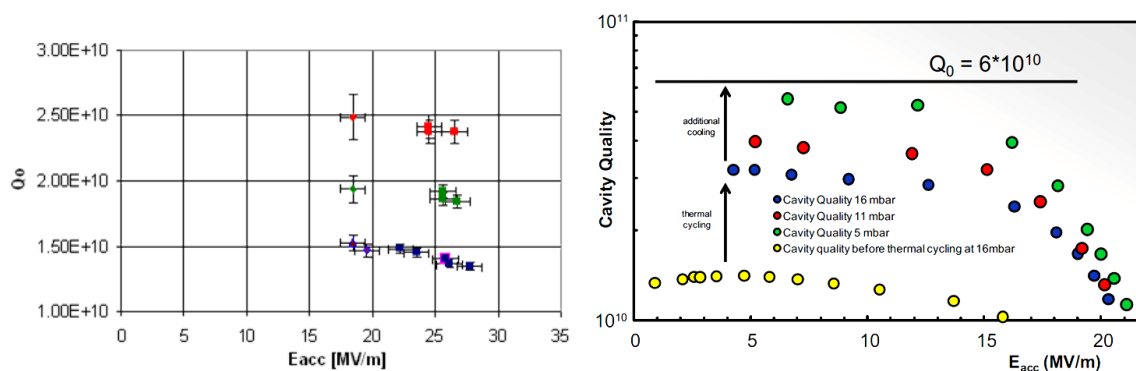 3.00E+10
2.50E+10
2.00E+10
1.50E+10
1.00E+10
Qo
0 5 10 15 20 25 30 35
Eacc [MV/m]
10¹¹
Q₀ = 6*10¹⁰
additional
cooling
thermal
cycling
Cavity Quality
Cavity Quality 16 mbar
Cavity Quality 11 mbar
Cavity Quality 5 mbar
Cavity quality before thermal cycling at 16mbar
10¹⁰
0 5 10 15 20
Eacc (MV/m)